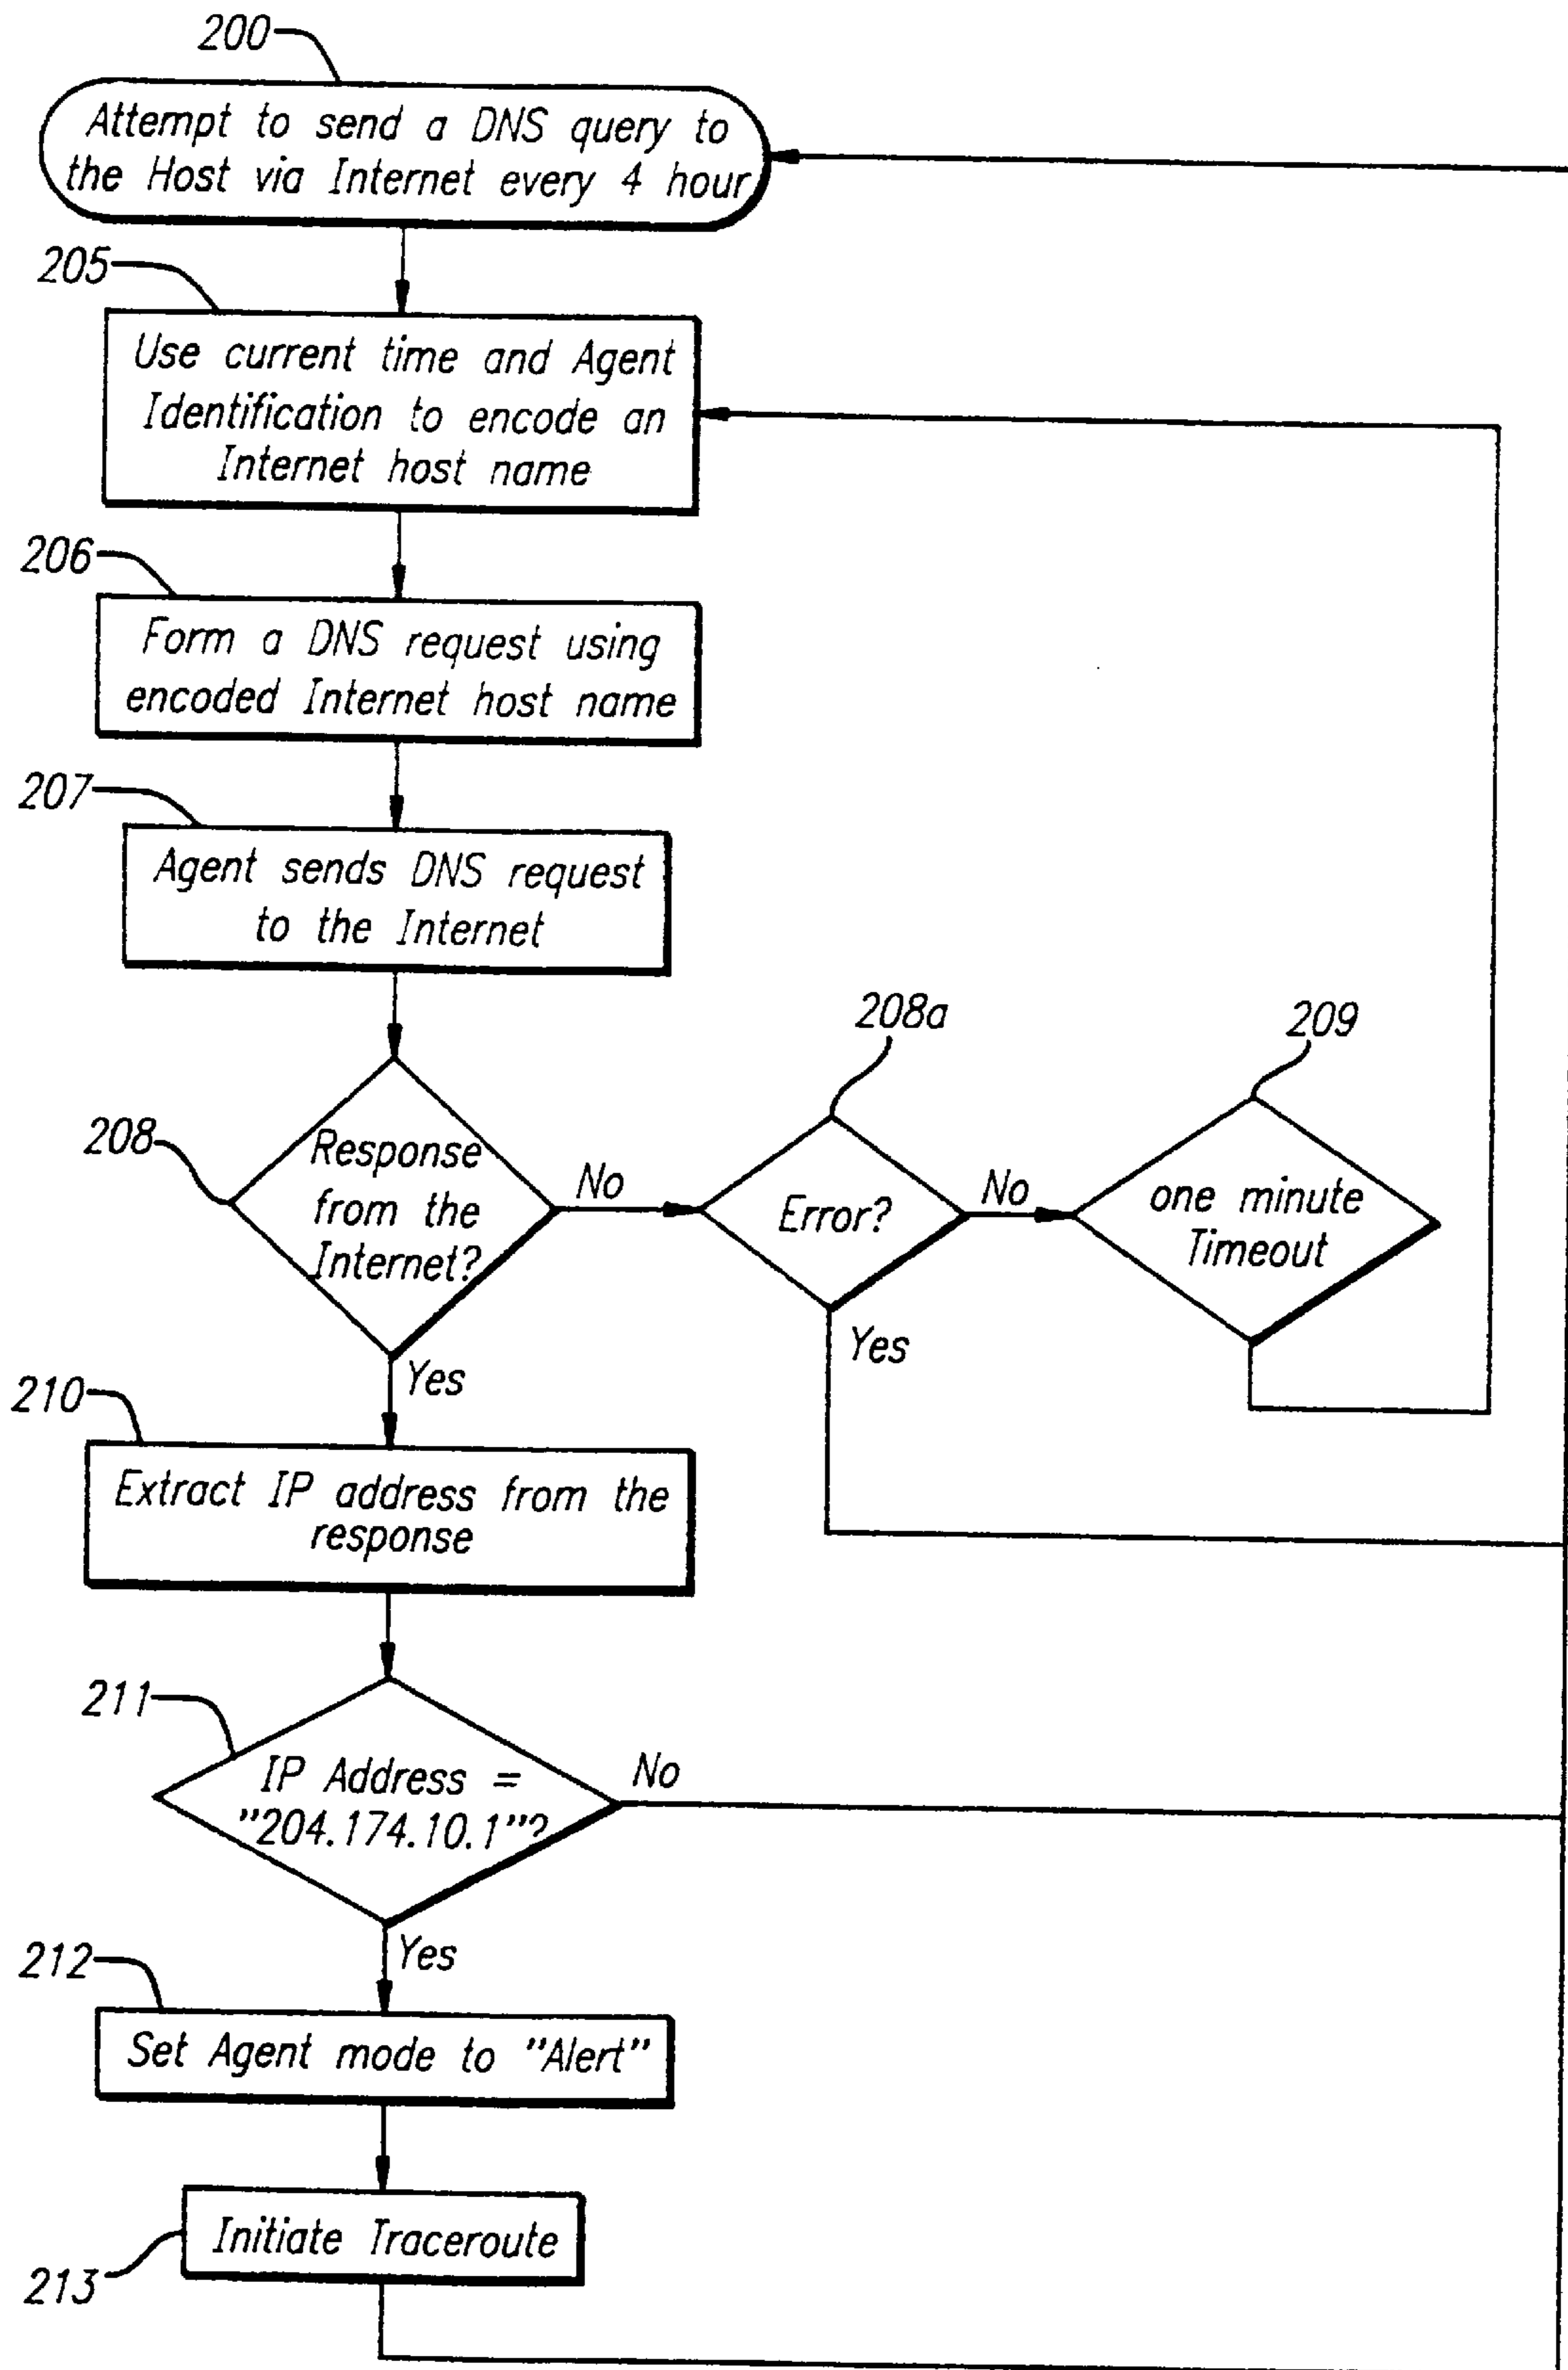 200
Attempt to send a DNS query to
the Host via Internet every 4 hour
205
Use current time and Agent
Identification to encode an
Internet host name
206
Form a DNS request using
encoded Internet host name
207
Agent sends DNS request
to the Internet
208
Response
from the
Internet?
No
208a
Error?
No
209
one minute
Timeout
Yes
Yes
210
Extract IP address from the
response
211
IP Address =
"204.174.10.1"?
No
Yes
212
Set Agent mode to "Alert"
213
Initiate Traceroute